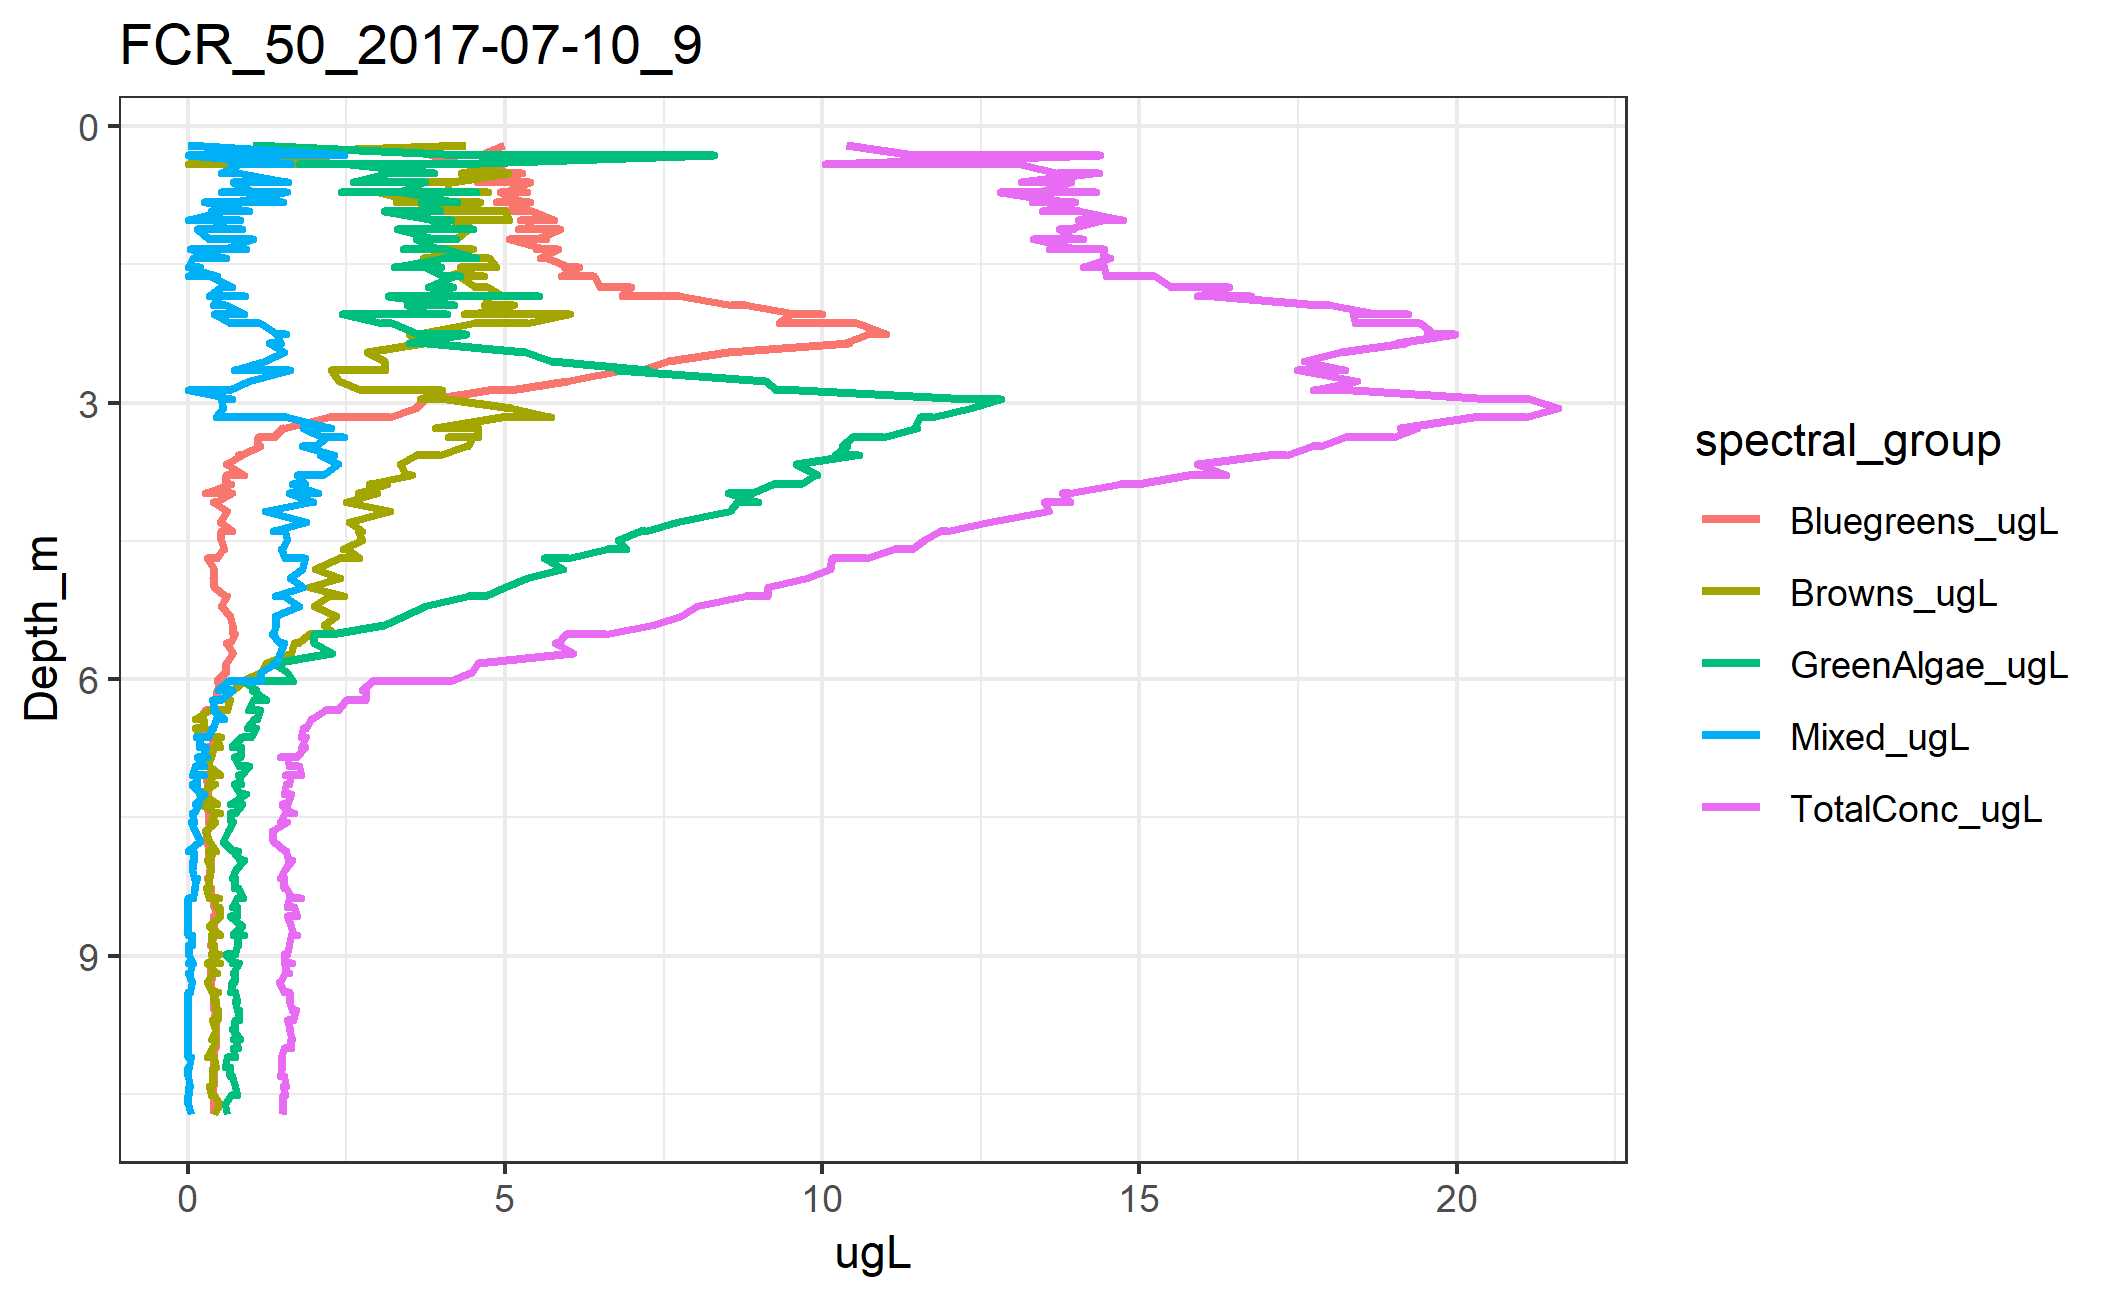 FCR_50_2017-07-10_9
0
3
6
9
Depth_m
0 5 10 15 20
ugL
spectral_group
Bluegreens_ugL
Browns_ugL
GreenAlgae_ugL
Mixed_ugL
TotalConc_ugL